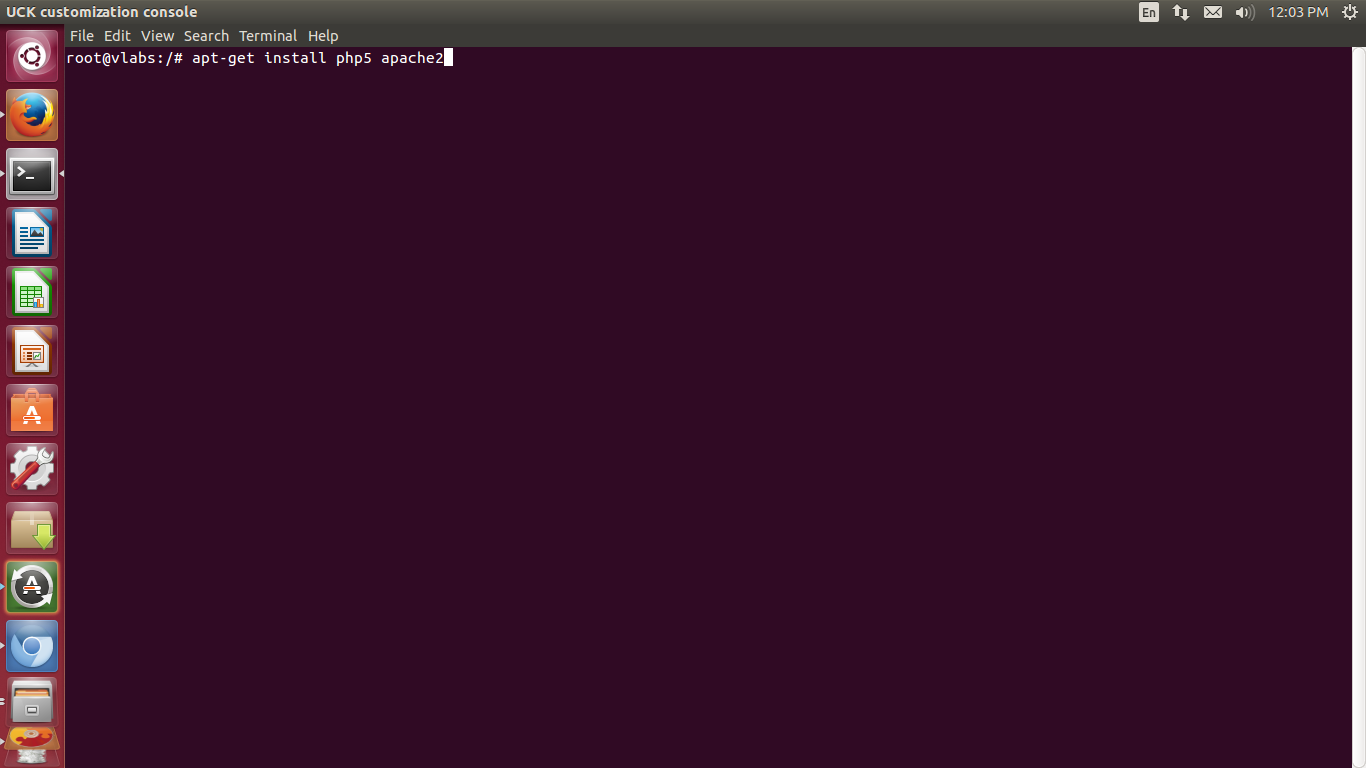 UCK customization console
En
12:03 PM
File Edit View Search Terminal Help
root@vlabs:/# apt-get install php5 apache2